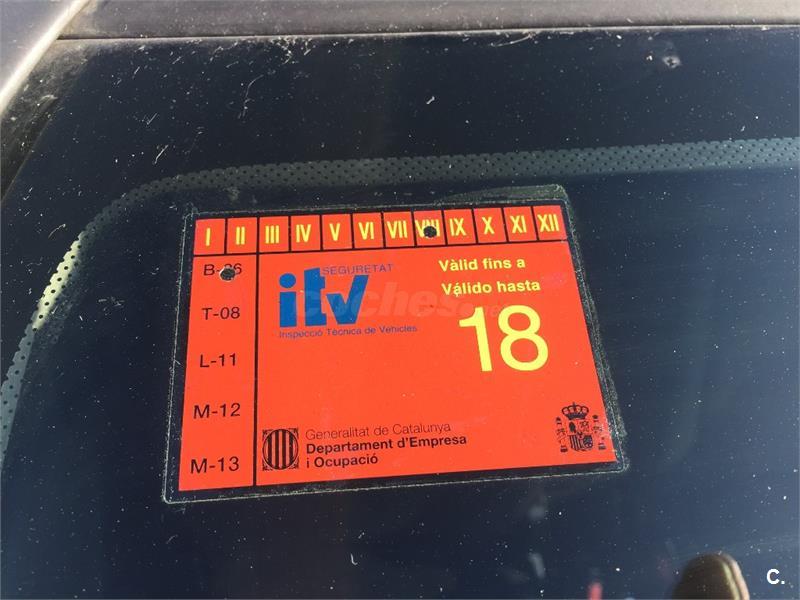 I II III IV V VI VII VIII IX X XI XII
B-26
T-08
L-11
M-12
M-13
SEGURETAT
itv
Inspecció Tècnica de Vehicles
Vàlid fins a
Válido hasta
18
Generalitat de Catalunya
Departament d'Empresa
i Ocupació
coches
C.